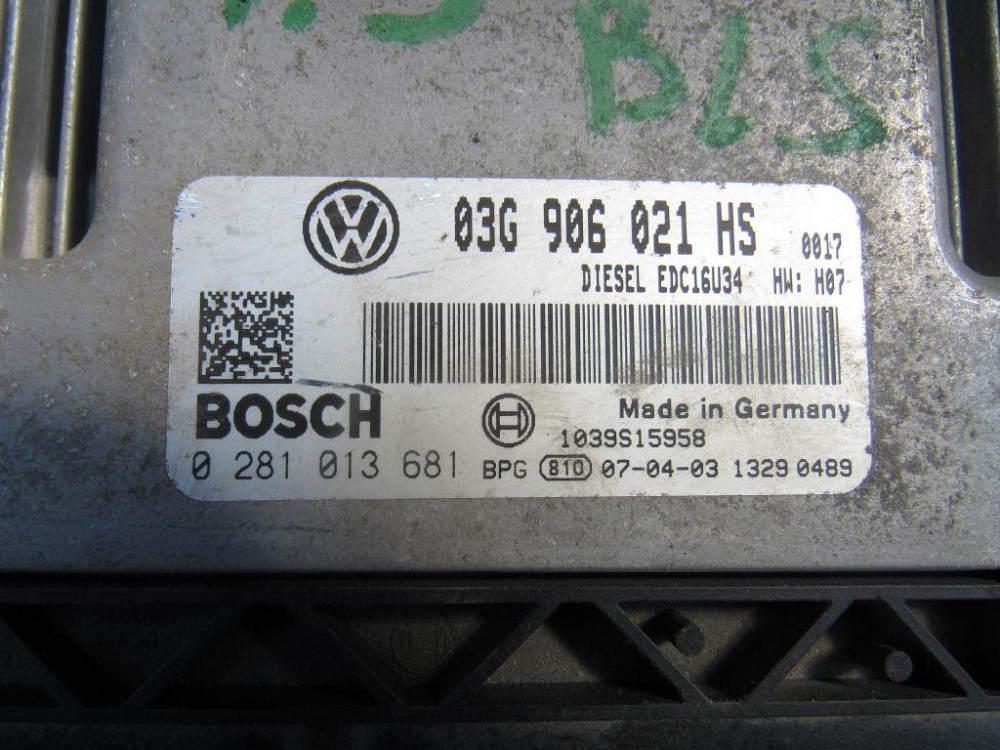 BLS
03G 906 021 HS 0017
DIESEL EDC16U34 HW: H07
BOSCH
Made in Germany
1039S15958
0 281 013 681 BPG 810 07-04-03 1329 0489